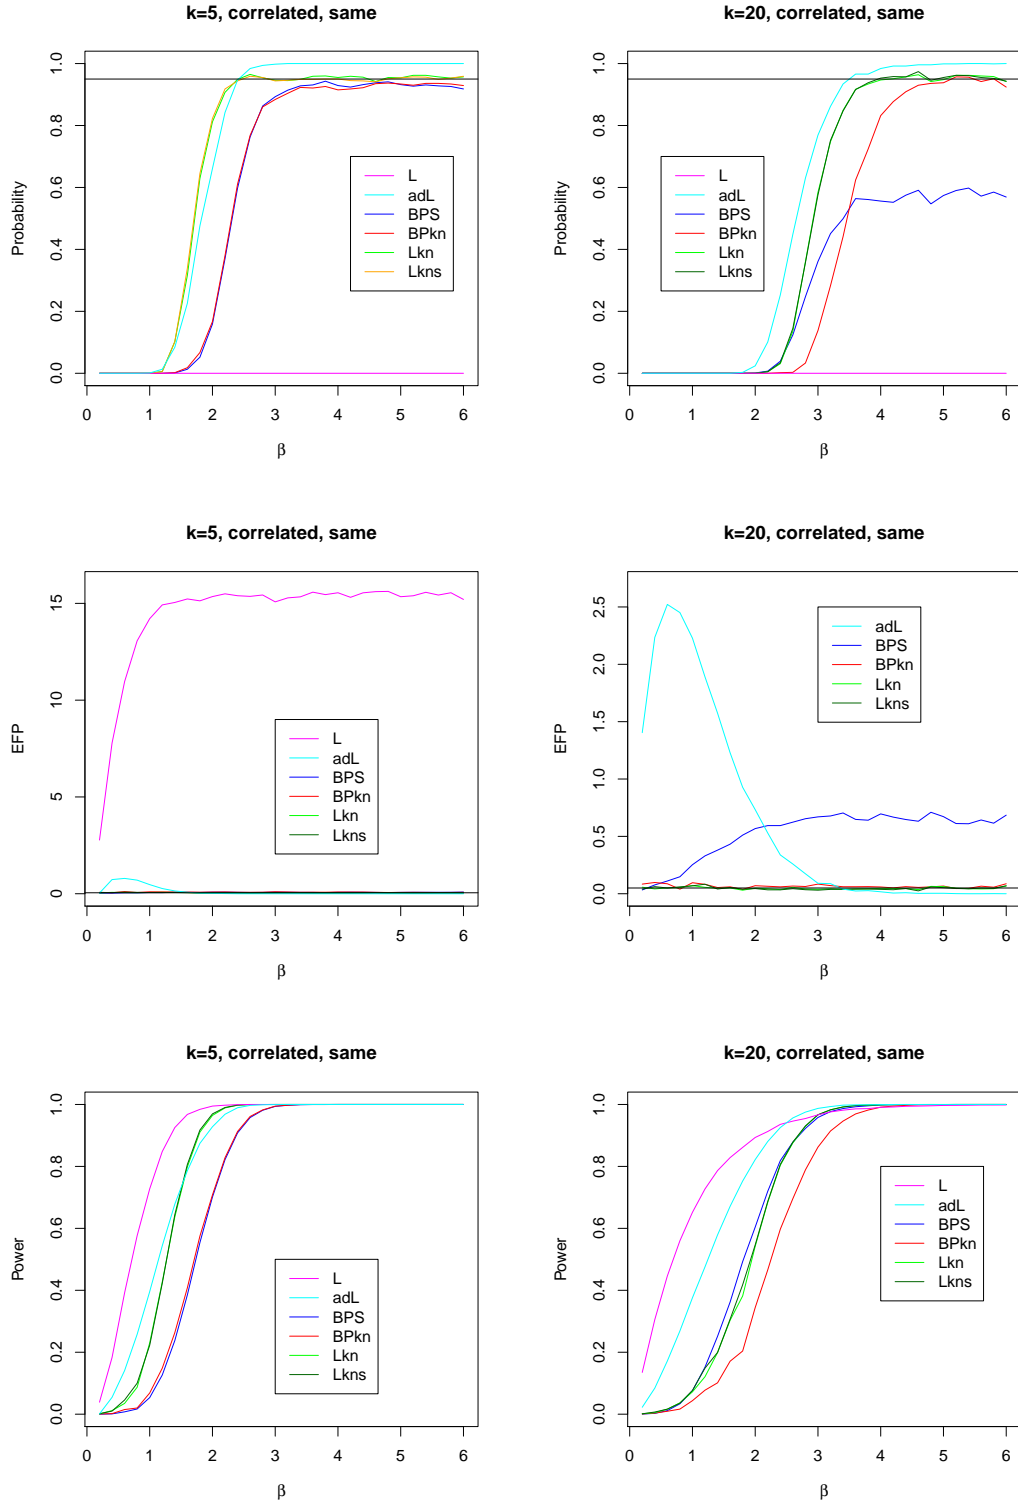 k=5, correlated, same
Probability
1.0
0.8
0.6
0.4
0.2
0.0
L
adL
BPS
BPkn
Lkn
Lkns
0 1 2 3 4 5 6
β
k=20, correlated, same
Probability
1.0
0.8
0.6
0.4
0.2
0.0
L
adL
BPS
BPkn
Lkn
Lkns
0 1 2 3 4 5 6
β
k=5, correlated, same
EFP
15
10
5
0
L
adL
BPS
BPkn
Lkn
Lkns
0 1 2 3 4 5 6
β
k=20, correlated, same
EFP
2.5
2.0
1.5
1.0
0.5
0.0
adL
BPS
BPkn
Lkn
Lkns
0 1 2 3 4 5 6
β
k=5, correlated, same
Power
1.0
0.8
0.6
0.4
0.2
0.0
L
adL
BPS
BPkn
Lkn
Lkns
0 1 2 3 4 5 6
β
k=20, correlated, same
Power
1.0
0.8
0.6
0.4
0.2
0.0
L
adL
BPS
BPkn
Lkn
Lkns
0 1 2 3 4 5 6
β